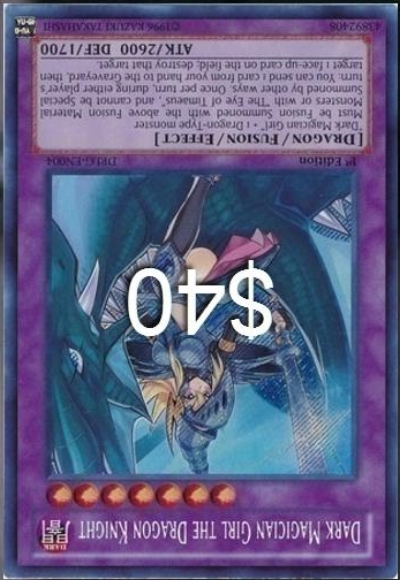 DARK MAGICIAN GIRL THE DRAGON KNIGHT
DARK
闇
$40
1st Edition
DRLG-EN004
[DRAGON / FUSION / EFFECT]
"Dark Magician Girl" + 1 Dragon-Type monster
Must be Fusion Summoned with the above Fusion Material
Monsters or with "The Eye of Timaeus", and cannot be Special
Summoned by other ways. Once per turn, during either player's
turn: You can send 1 card from your hand to the Graveyard, then
target 1 face-up card on the field; destroy that target.
ATK/2600 DEF/1700
43892408
©1996 KAZUKI TAKAHASHI